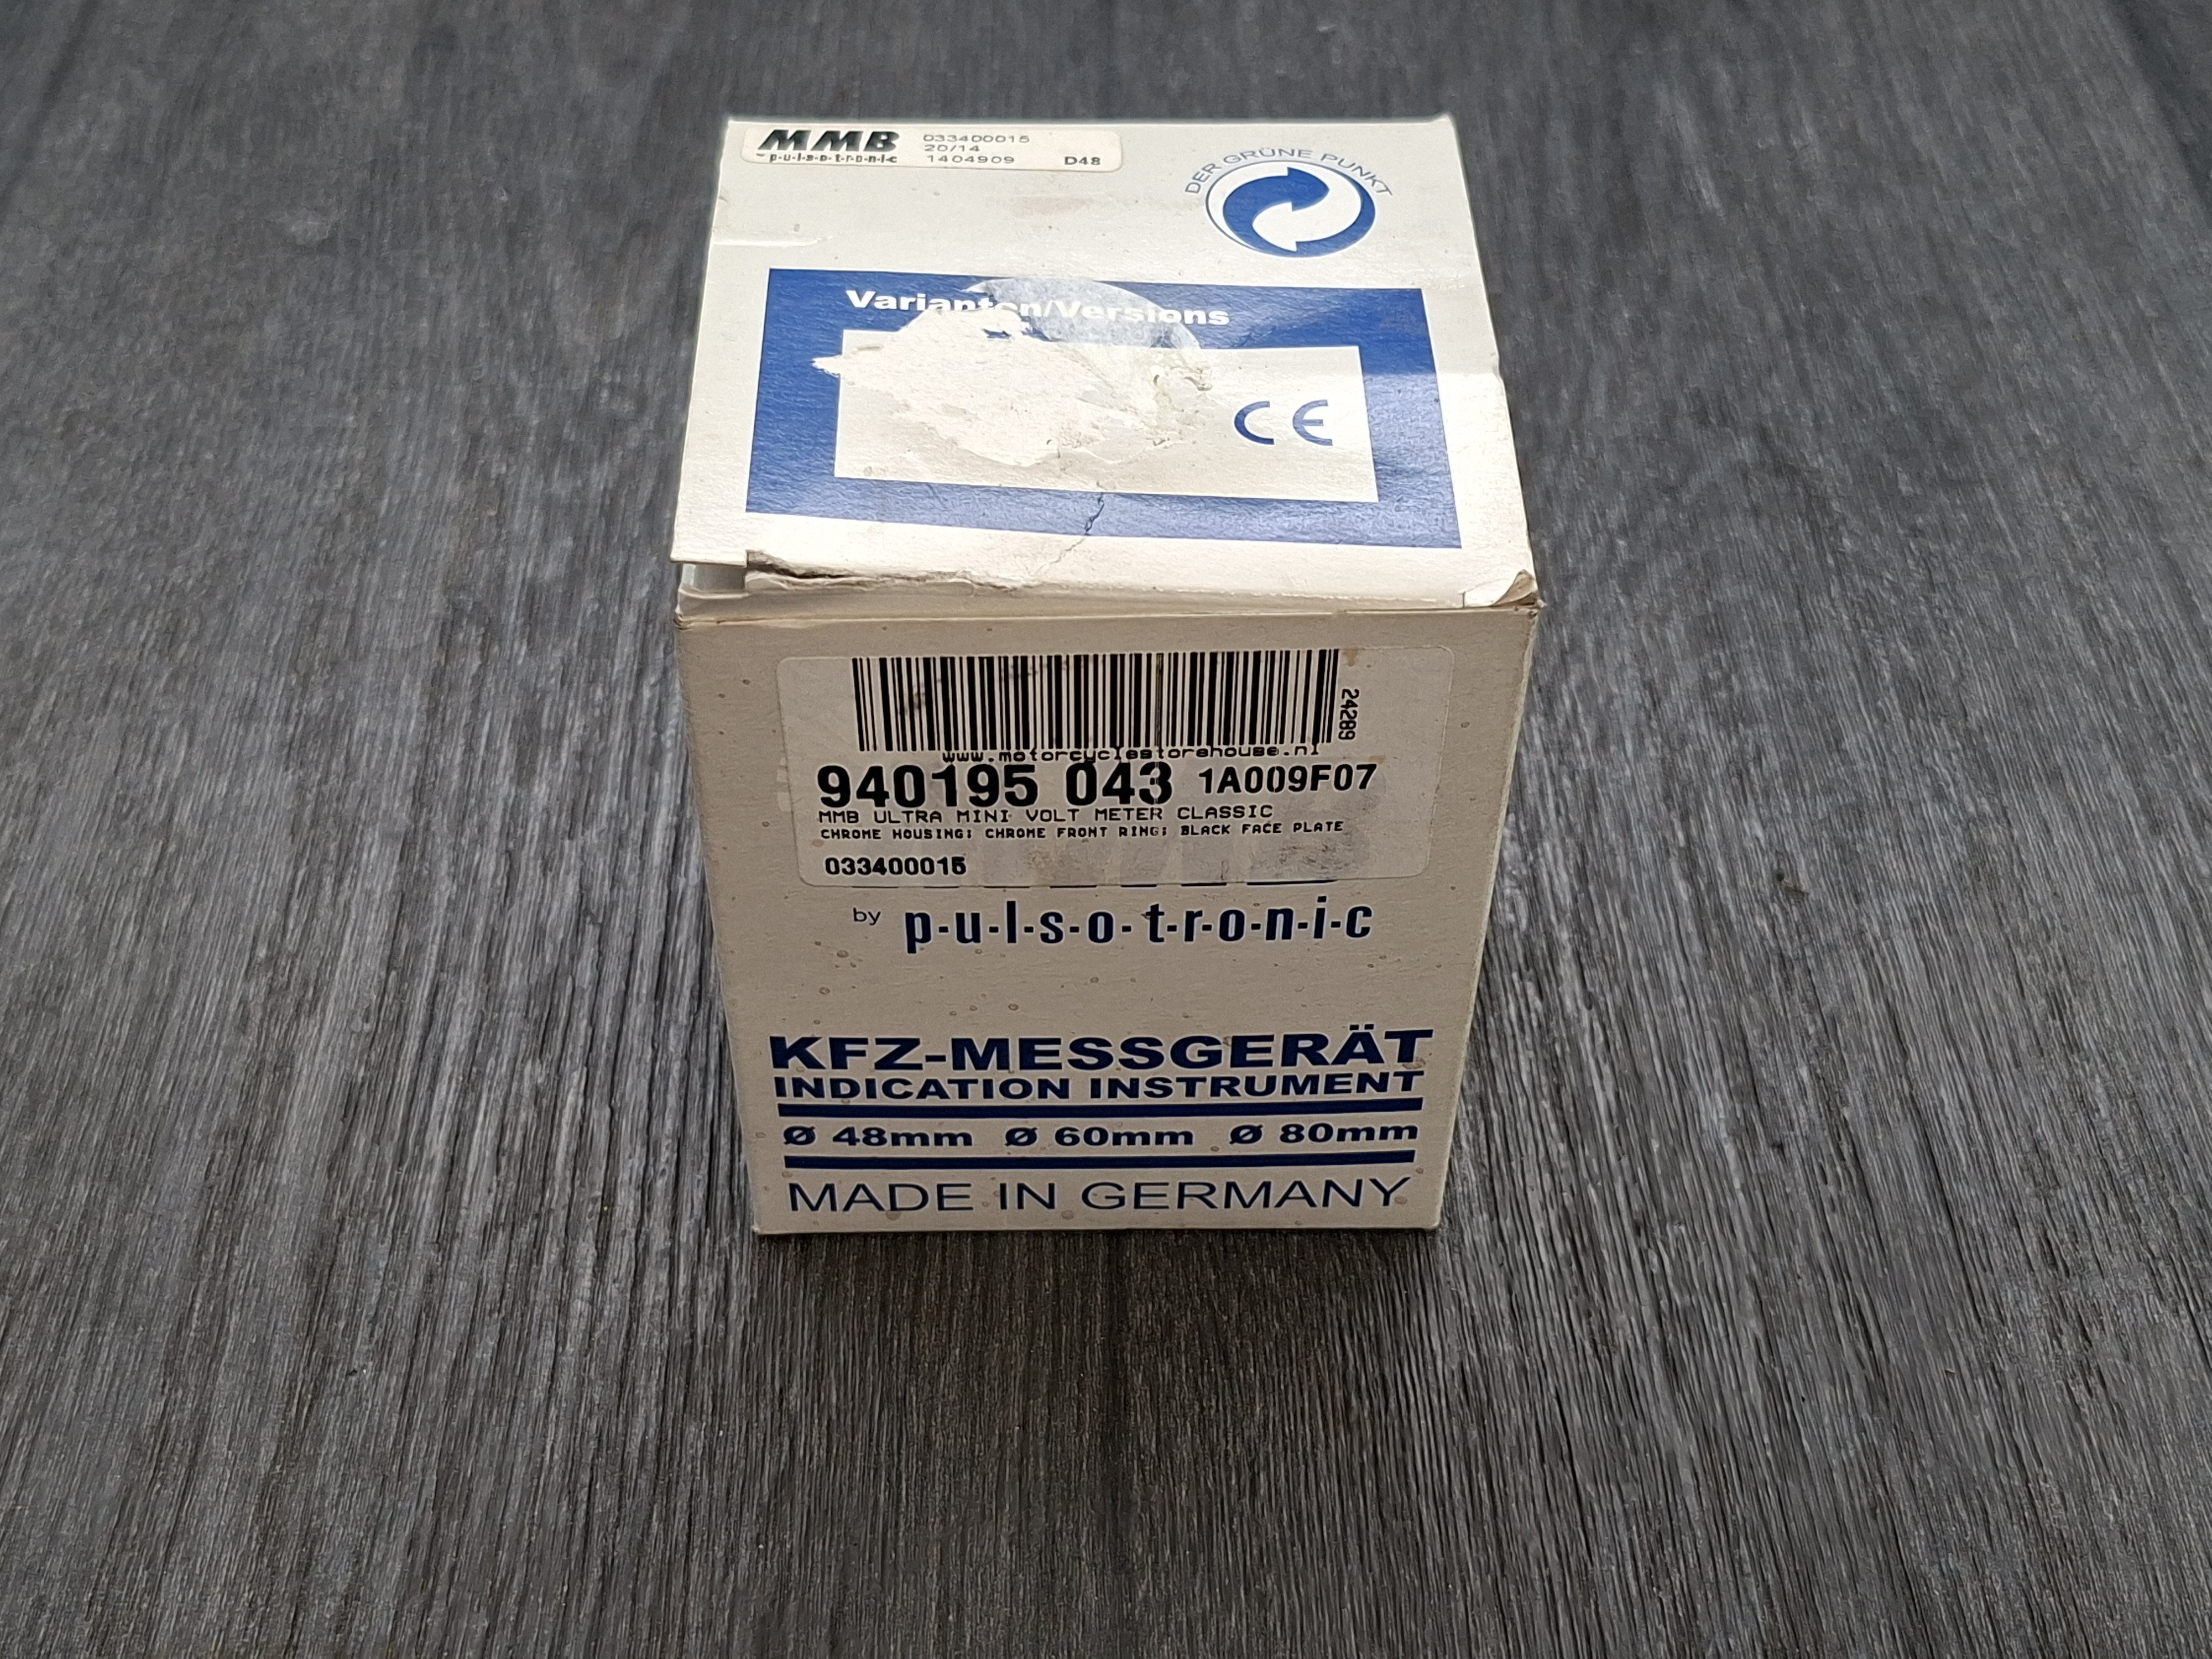 MMB
p·u·l·s·o·t·r·o·n·i·c
033400015
20/14
1404909 D48
DER GRÜNE PUNKT
Varianten/Versions
CE
24289
www.motorcyclestorehouse.nl
940195 043 1A009F07
MMB ULTRA MINI VOLT METER CLASSIC
CHROME HOUSING; CHROME FRONT RING; BLACK FACE PLATE
033400015
by p·u·l·s·o·t·r·o·n·i·c
KFZ-MESSGERÄT
INDICATION INSTRUMENT
Ø 48mm Ø 60mm Ø 80mm
MADE IN GERMANY